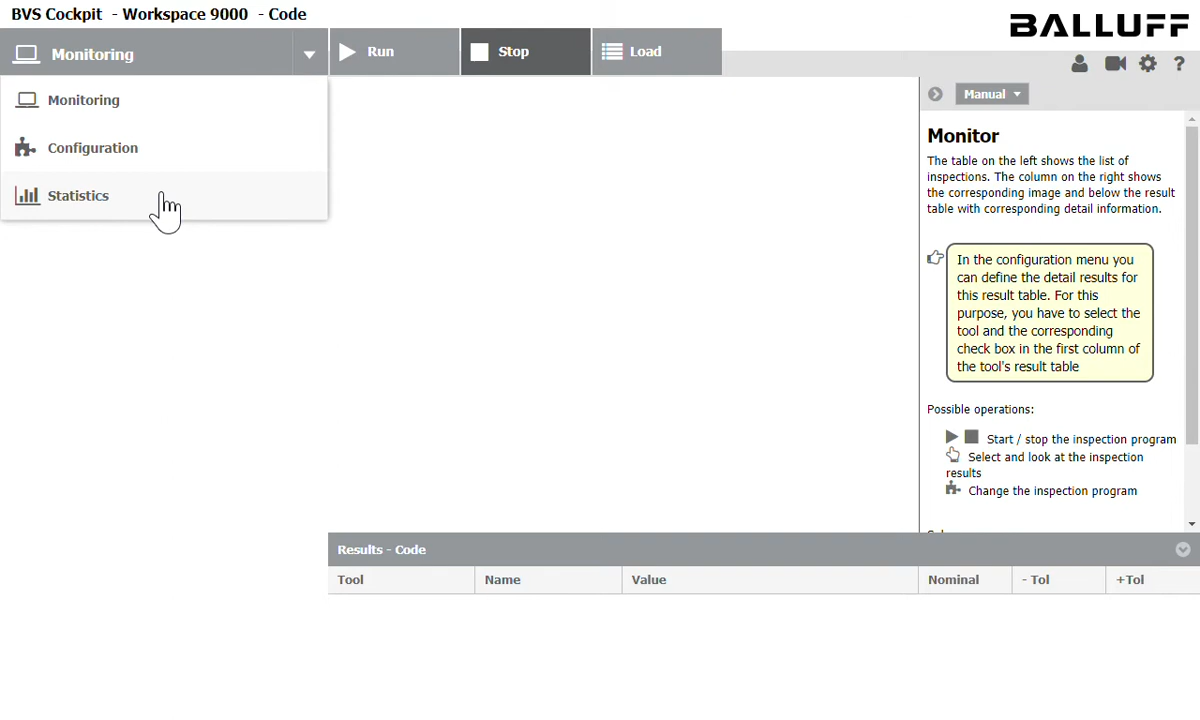 BVS Cockpit - Workspace 9000 - Code
BALLUFF
Monitoring
Run
Stop
Load
?
Monitoring
Configuration
Statistics
Manual
Monitor
The table on the left shows the list of
inspections. The column on the right shows
the corresponding image and below the result
table with corresponding detail information.
In the configuration menu you
can define the detail results for
this result table. For this
purpose, you have to select the
tool and the corresponding
check box in the first column of
the tool's result table
Possible operations:
Start / stop the inspection program
Select and look at the inspection
results
Change the inspection program
Results - Code
Tool
Name
Value
Nominal
- Tol
+Tol